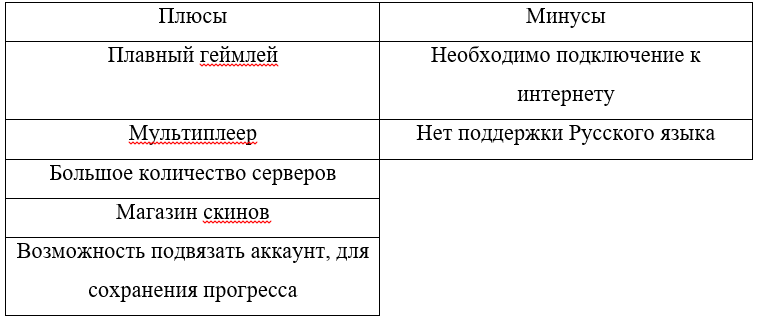 Плюсы
Минусы
Плавный геймлей
Необходимо подключение к
интернету
Мультиплеер
Нет поддержки Русского языка
Большое количество серверов
Магазин скинов
Возможность подвязать аккаунт, для
сохранения прогресса